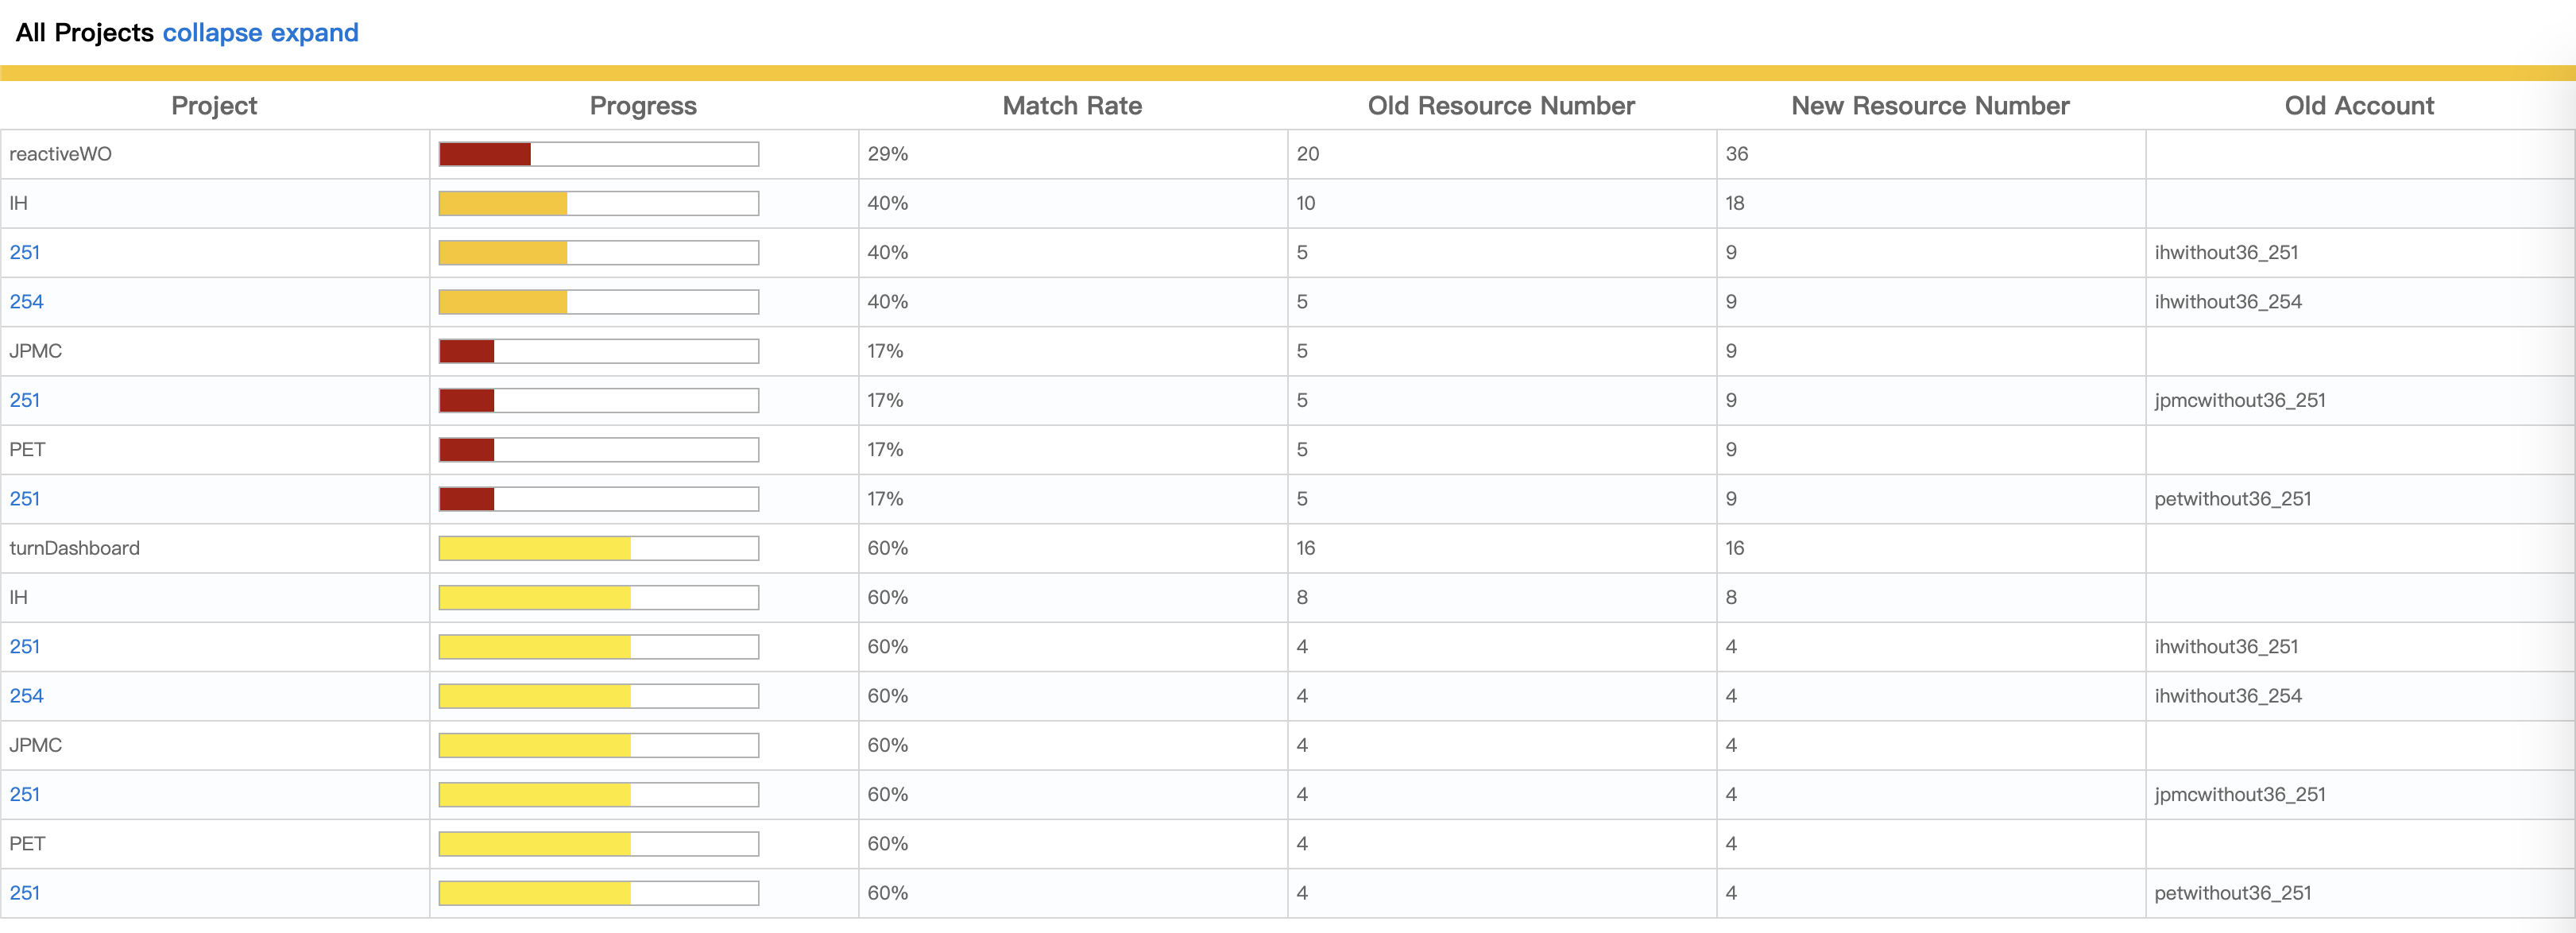 All Projects collapse expand
Project Progress Match Rate Old Resource Number New Resource Number Old Account
reactiveWO 29% 20 36
IH 40% 10 18
251 40% 5 9 ihwithout36_251
254 40% 5 9 ihwithout36_254
JPMC 17% 5 9
251 17% 5 9 jpmcwithout36_251
PET 17% 5 9
251 17% 5 9 petwithout36_251
turnDashboard 60% 16 16
IH 60% 8 8
251 60% 4 4 ihwithout36_251
254 60% 4 4 ihwithout36_254
JPMC 60% 4 4
251 60% 4 4 jpmcwithout36_251
PET 60% 4 4
251 60% 4 4 petwithout36_251